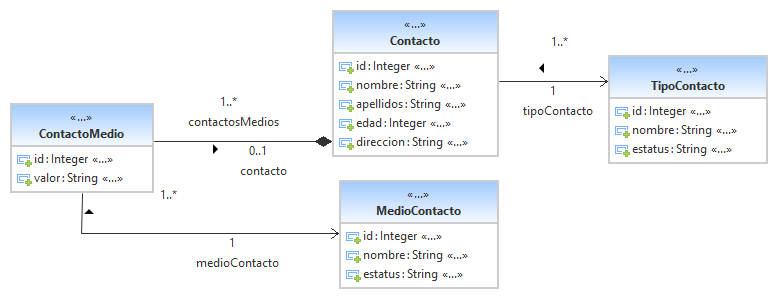 «...»
Contacto
id : Integer «...»
nombre : String «...»
apellidos : String «...»
edad : Integer «...»
direccion : String «...»
1..*
1
tipoContacto
«...»
TipoContacto
id : Integer «...»
nombre : String «...»
estatus : String «...»
«...»
ContactoMedio
id : Integer «...»
valor : String «...»
1..*
contactosMedios
0..1
contacto
1..*
1
medioContacto
«...»
MedioContacto
id : Integer «...»
nombre : String «...»
estatus : String «...»